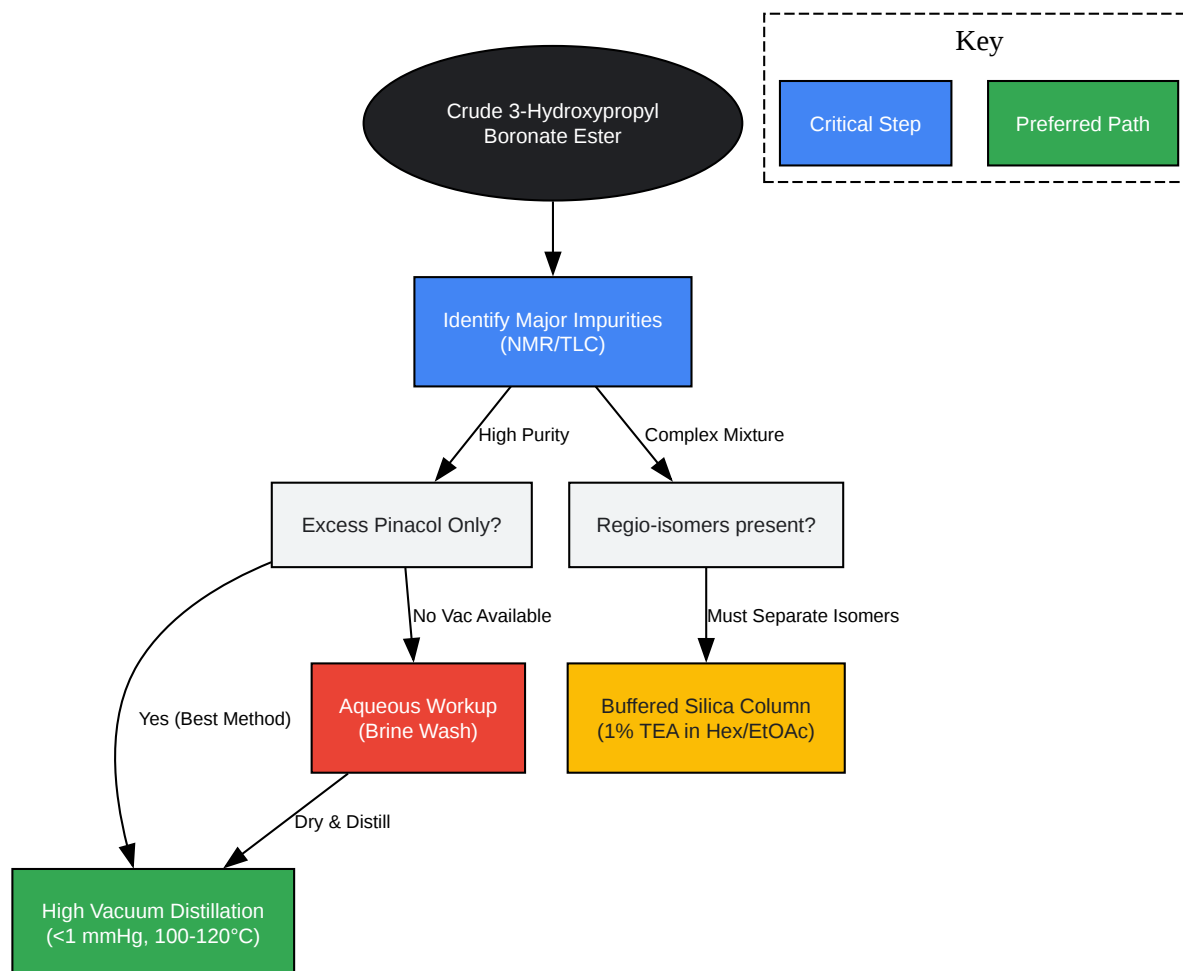 Key
Critical Step
Preferred Path
Crude 3-Hydroxypropyl
Boronate Ester
Identify Major Impurities
(NMR/TLC)
High Purity
Complex Mixture
Excess Pinacol Only?
Regio-isomers present?
No Vac Available
Must Separate Isomers
Yes (Best Method)
Aqueous Workup
(Brine Wash)
Buffered Silica Column
(1% TEA in Hex/EtOAc)
Dry & Distill
High Vacuum Distillation
(<1 mmHg, 100-120°C)